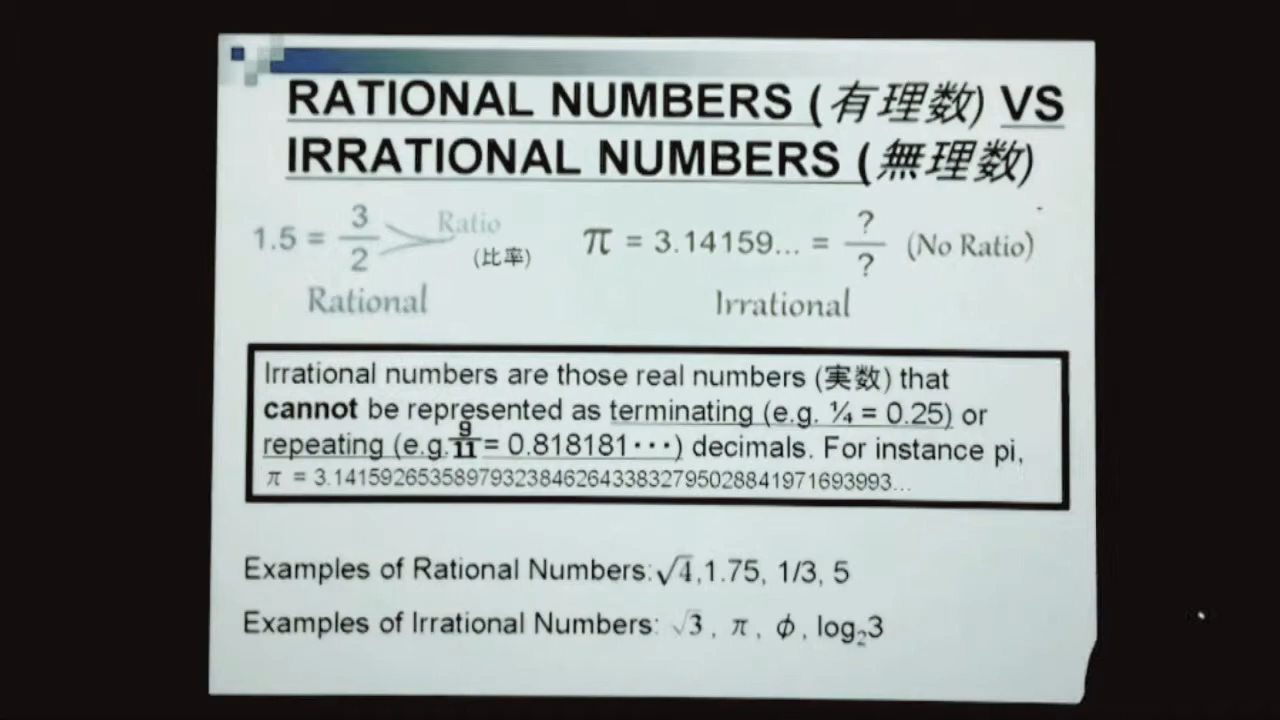 RATIONAL NUMBERS (有理数) VS
IRRATIONAL NUMBERS (無理数)
1.5 = 3/2 Ratio (比率)
Rational
π = 3.14159... = ?/? (No Ratio)
Irrational
Irrational numbers are those real numbers (実数) that
cannot be represented as terminating (e.g. ¼ = 0.25) or
repeating (e.g. 9/11 = 0.818181⋯) decimals. For instance pi,
π = 3.141592653589793238462643383279502884197169​3993...
Examples of Rational Numbers: √4, 1.75, 1/3, 5
Examples of Irrational Numbers: √3, π, ϕ, log₂3